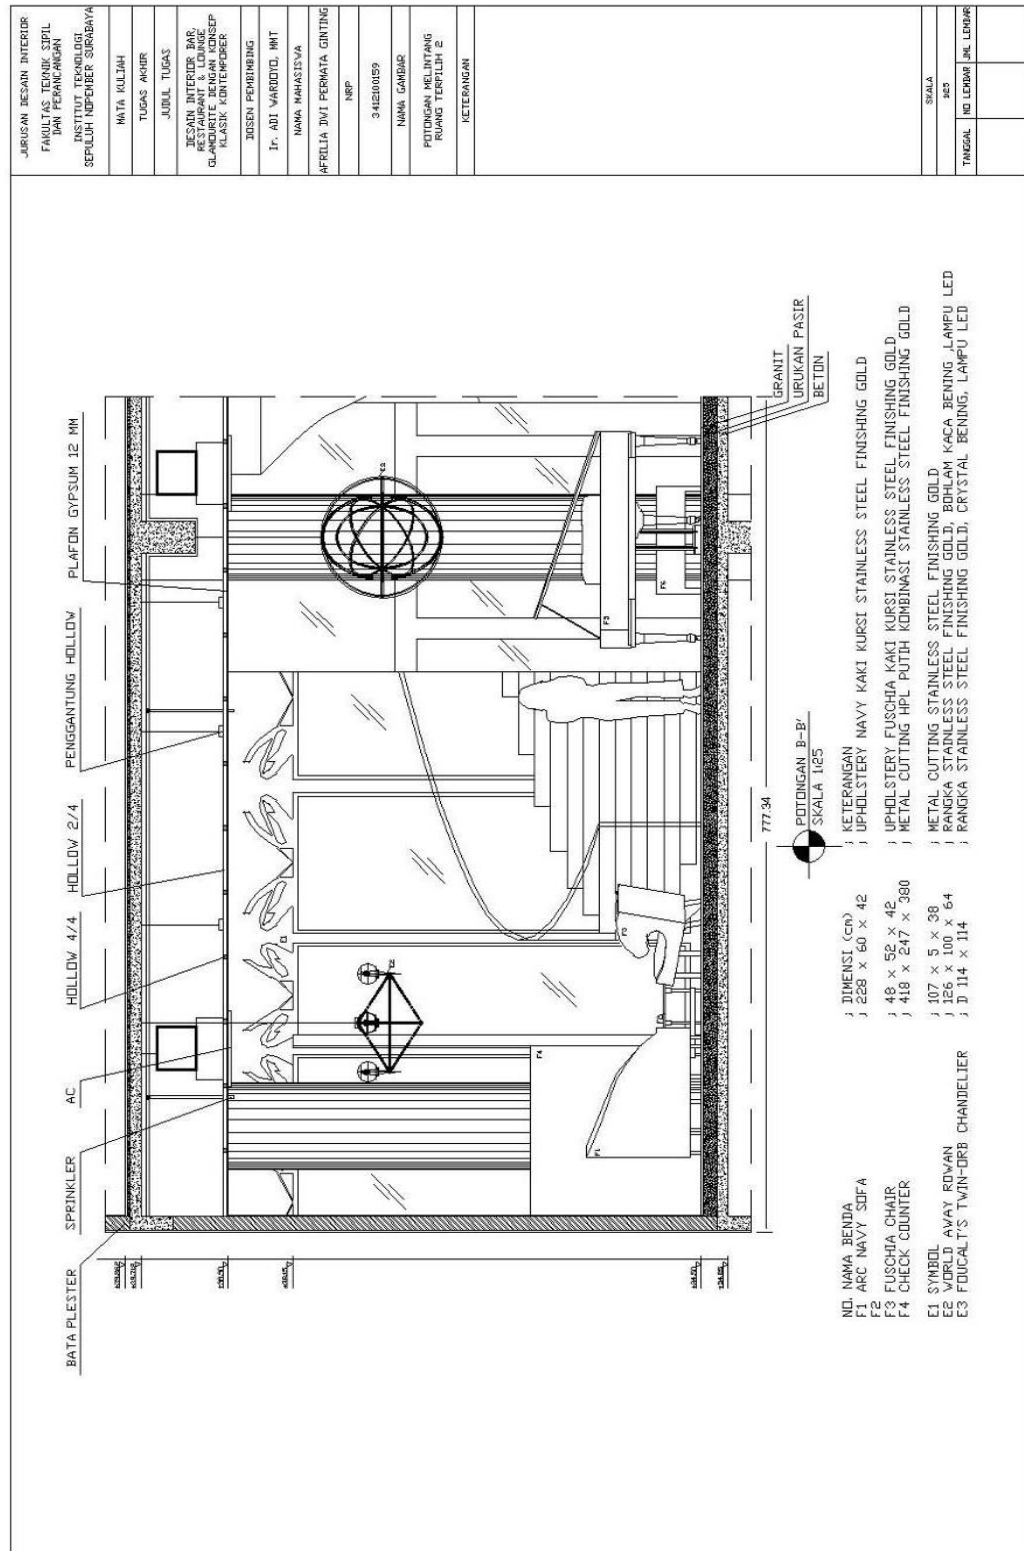 JURUSAN DESAIN INTERIOR
FAKULTAS TEKNIK SIPIL
DAN PERANCANGAN
INSTITUT TEKNOLOGI
SEPULUH NOPEMBER SURABAYA
MATA KULIAH
TUGAS AKHIR
JUDUL TUGAS
DESAIN INTERIOR BAR,
RESTAURANT & LOUNGE
GLAMOURITE DENGAN KONSEP
KLASIK KONTEMPORER
DOSEN PEMBIMBING
Ir. ADI WARDOYO, MMT
NAMA MAHASISWA
AFRILIA DWI PERMATA GINTING
NRP
3412100159
NAMA GAMBAR
POTONGAN MELINTANG
RUANG TERPILIH 2
KETERANGAN
SKALA
1:25
TANGGAL NO LEMBAR JML LEMBAR
BATA PLESTER
SPRINKLER
AC
HOLLOW 4/4
HOLLOW 2/4
PENGGANTUNG HOLLOW
PLAFON GYPSUM 12 MM
E1
E2
E3
F1
F2
F3
F4
GRANIT
URUKAN PASIR
BETON
777.34
POTONGAN B-B'
SKALA 1:25
NO. NAMA BENDA ; DIMENSI (cm) ; KETERANGAN
F1 ARC NAVY SOFA ; 228 x 60 x 42 ; UPHOLSTERY NAVY KAKI KURSI STAINLESS STEEL FINISHING GOLD
F2
F3 FUSCHIA CHAIR ; 48 x 52 x 42 ; UPHOLSTERY FUSCHIA KAKI KURSI STAINLESS STEEL FINISHING GOLD
F4 CHECK COUNTER ; 418 x 247 x 380 ; METAL CUTTING HPL PUTIH KOMBINASI STAINLESS STEEL FINISHING GOLD
E1 SYMBOL ; 107 x 5 x 38 ; METAL CUTTING STAINLESS STEEL FINISHING GOLD
E2 WORLD AWAY ROWAN ; 126 x 100 x 64 ; RANGKA STAINLESS STEEL FINISHING GOLD, BOHLAM KACA BENING ,LAMPU LED
E3 FOUCALT'S TWIN-ORB CHANDELIER ; D 114 x 114 ; RANGKA STAINLESS STEEL FINISHING GOLD, CRYSTAL BENING, LAMPU LED